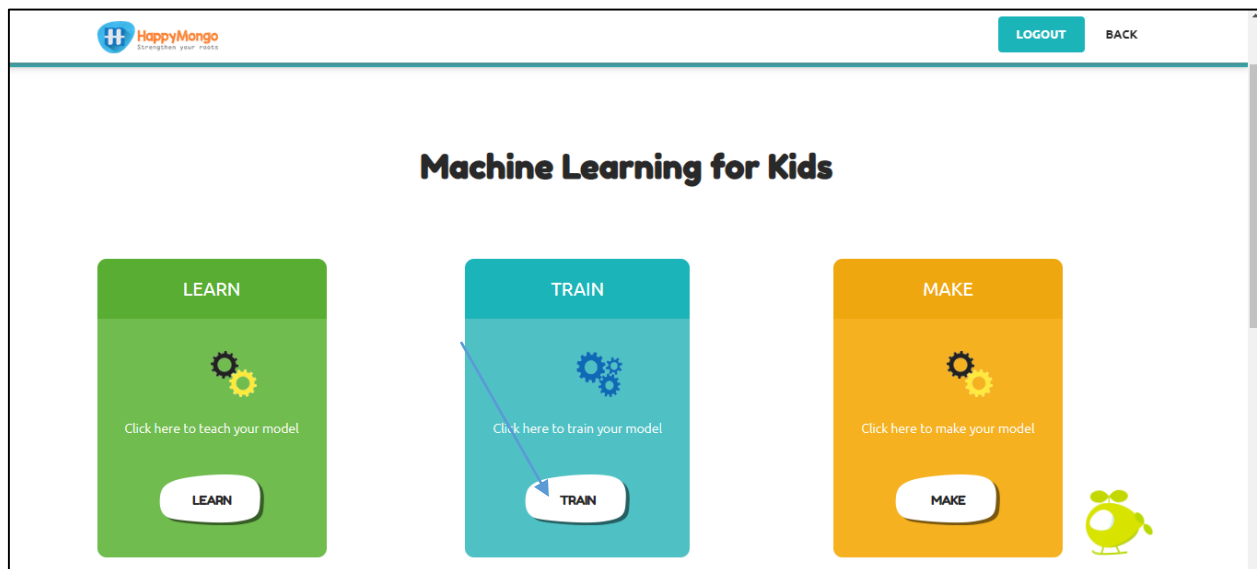 HappyMongo
Strengthen your roots
LOGOUT BACK
Machine Learning for Kids
LEARN
Click here to teach your model
LEARN
TRAIN
Click here to train your model
TRAIN
MAKE
Click here to make your model
MAKE